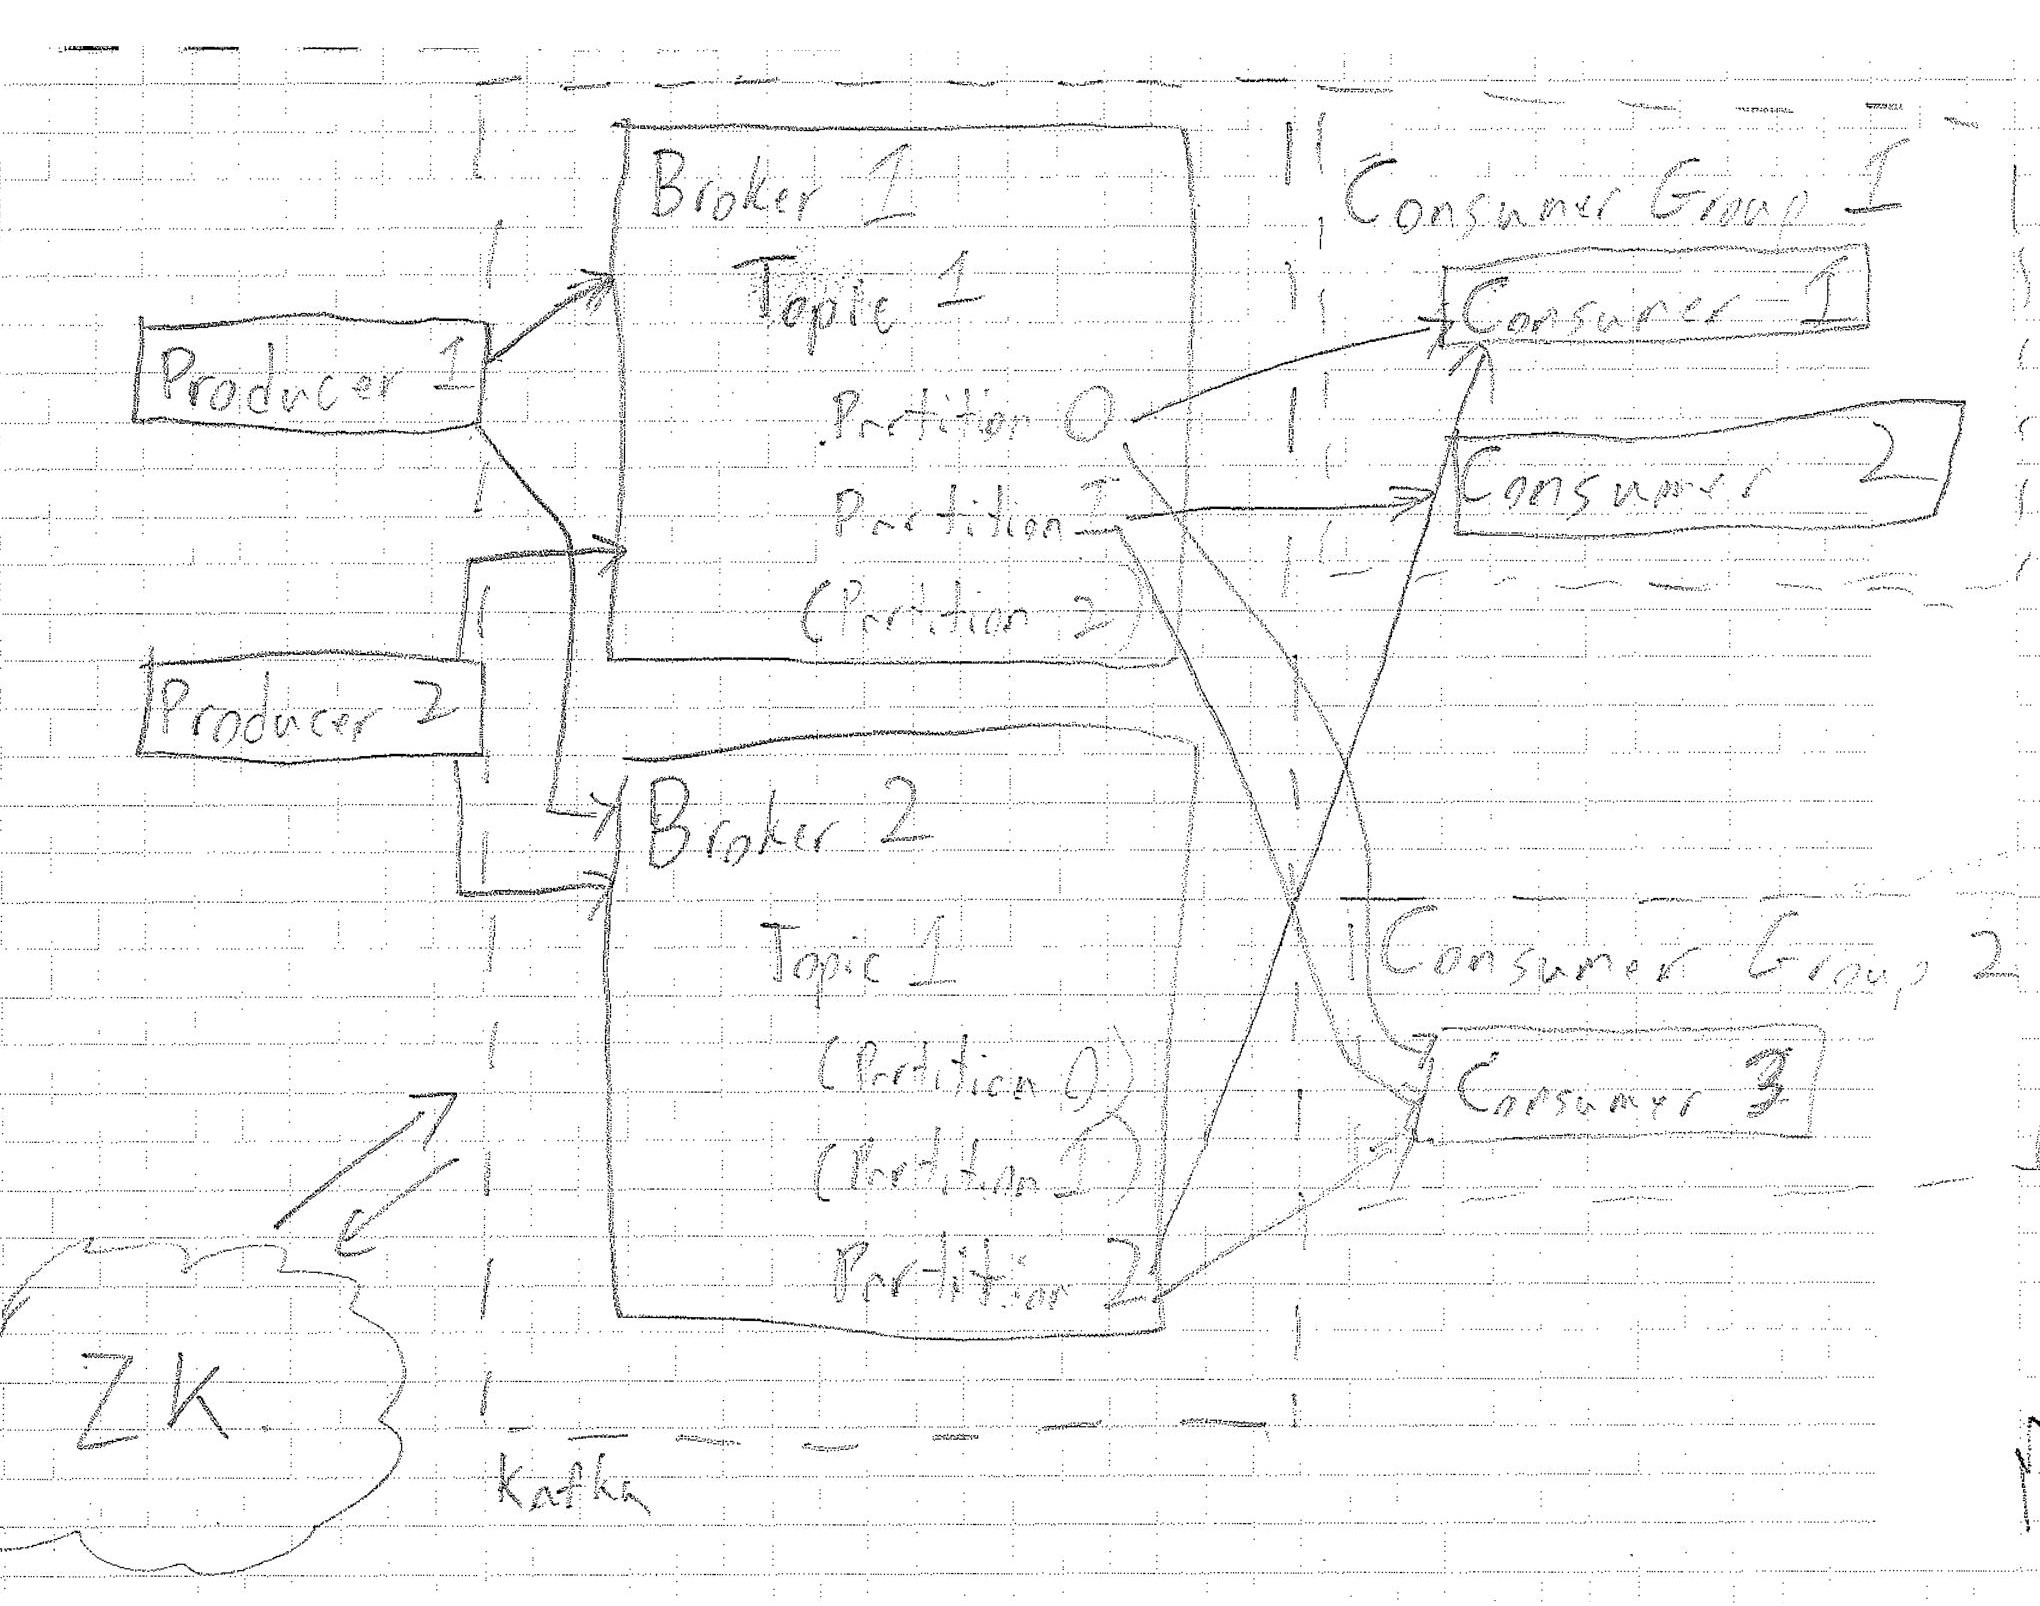 Broker 1
Topic 1
Partition 0
Partition 1
(Partition 2)
Producer 1
Producer 2
Broker 2
Topic 1
(Partition 0)
(Partition 1)
Partition 2
Consumer Group 1
Consumer 1
Consumer 2
Consumer Group 2
Consumer 3
ZK
Kafka